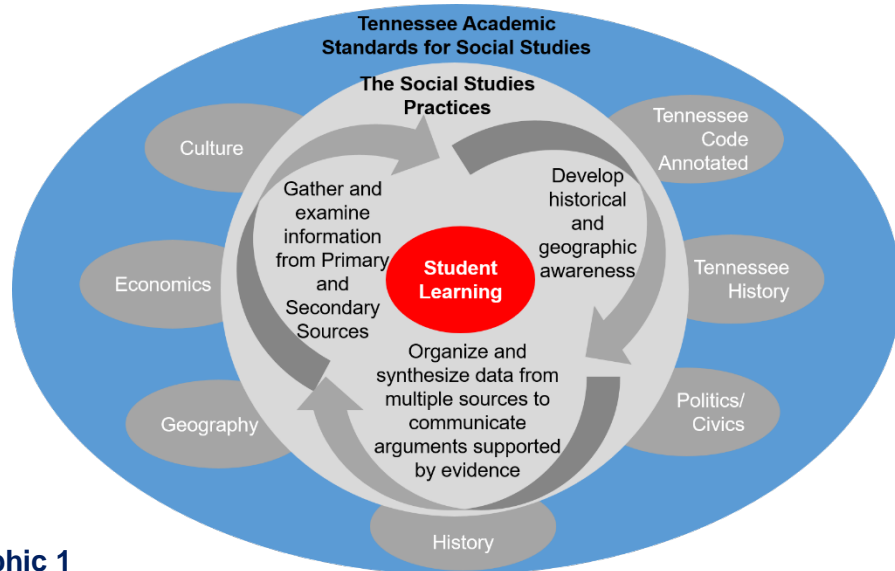 Tennessee Academic
Standards for Social Studies
The Social Studies
Practices
Culture
Economics
Geography
History
Tennessee
Code
Annotated
Tennessee
History
Politics/
Civics
Gather and
examine
information
from Primary
and
Secondary
Sources
Develop
historical
and
geographic
awareness
Student
Learning
Organize and
synthesize data from
multiple sources to
communicate
arguments supported
by evidence
1